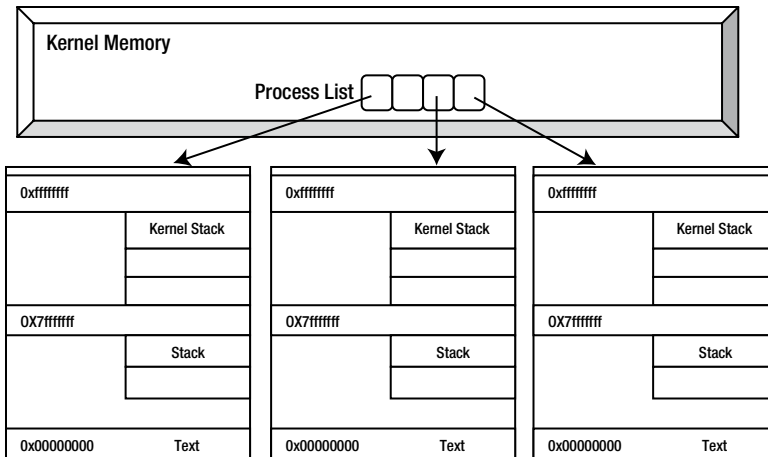 Kernel Memory
Process List
0xffffffff
Kernel Stack
0X7fffffff
Stack
0x00000000 Text
0xffffffff
Kernel Stack
0X7fffffff
Stack
0x00000000 Text
0xffffffff
Kernel Stack
0X7fffffff
Stack
0x00000000 Text